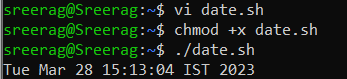 sreerag@Sreerag:~$ vi date.sh
sreerag@Sreerag:~$ chmod +x date.sh
sreerag@Sreerag:~$ ./date.sh
Tue Mar 28 15:13:04 IST 2023